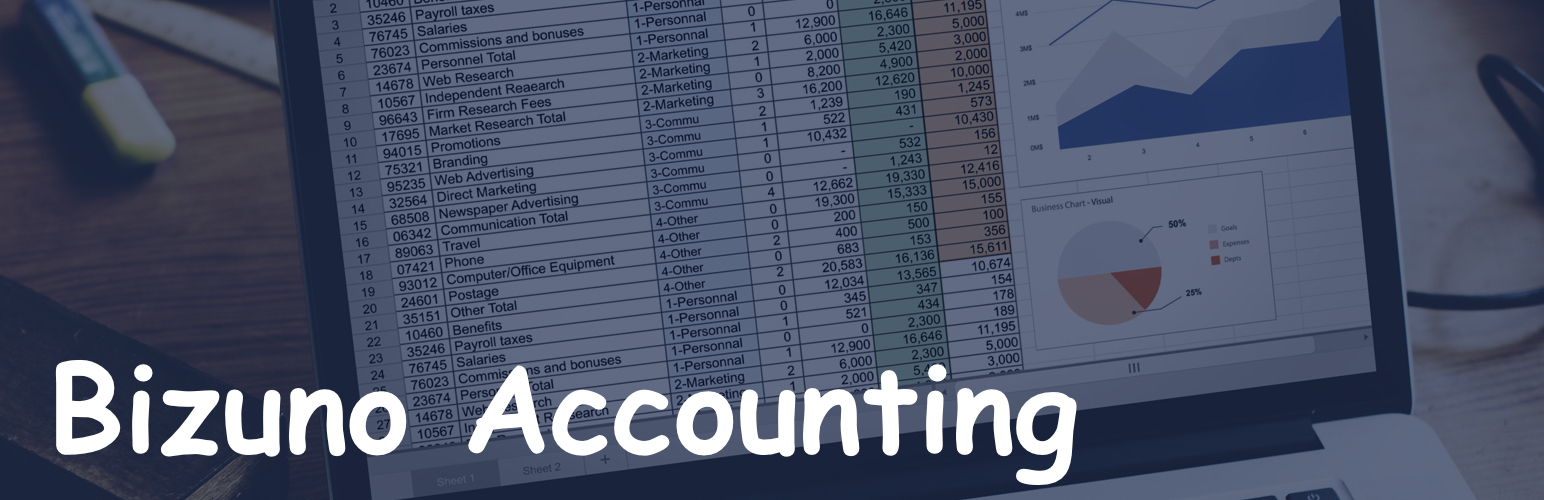 2 10460
3 35246 Payroll taxes
4 76745 Salaries 1-Personnal 0
5 76023 Commissions and bonuses 1-Personnal 0 0
6 23674 Personnel Total 1-Personnal 1 12,900 16,646 11,195
7 14678 Web Research 2-Marketing 2 6,000 2,300 5,000
8 10567 Independent Reaearch 2-Marketing 1 2,000 5,420 3,000
9 96643 Firm Research Fees 2-Marketing 0 8,200 4,900 2,000
10 17695 Market Research Total 2-Marketing 3 16,200 12,620 10,000
11 94015 Promotions 3-Commu 2 1,239 190 1,245
12 75321 Branding 3-Commu 1 522 431 573
13 95235 Web Advertising 3-Commu 1 10,432 - 10,430
14 32564 Direct Marketing 3-Commu 0 - 532 156
15 68508 Newspaper Advertising 3-Commu 0 - 1,243 12
16 06342 Communication Total 3-Commu 4 12,662 19,330 12,416
17 89063 Travel 4-Other 0 19,300 15,333 15,000
18 07421 Phone 4-Other 0 200 150 155
19 93012 Computer/Office Equipment 4-Other 2 400 500 100
20 24601 Postage 4-Other 0 683 153 356
21 35151 Other Total 4-Other 2 20,583 16,136 15,611
22 10460 Benefits 1-Personnal 0 12,034 13,565 10,674
23 35246 Payroll taxes 1-Personnal 0 345 347 154
24 76745 Salaries 1-Personnal 1 521 434 178
76023 Commissions and bonuses 1-Personnal 0 0 2,300 189
23674 Total 1-Personnal 1 12,900 16,646 11,195
27 14678 2-Marketing 2 6,000 2,300 5,000
10567 1 2,000 3,000
Sheet 1 Sheet 2 +
4M$
3M$
2M$
1M$
0M$
2 3 4 5 6
Business Chart - Visual
50%
Goals
Expenses
Depts
25%
Bizuno Accounting